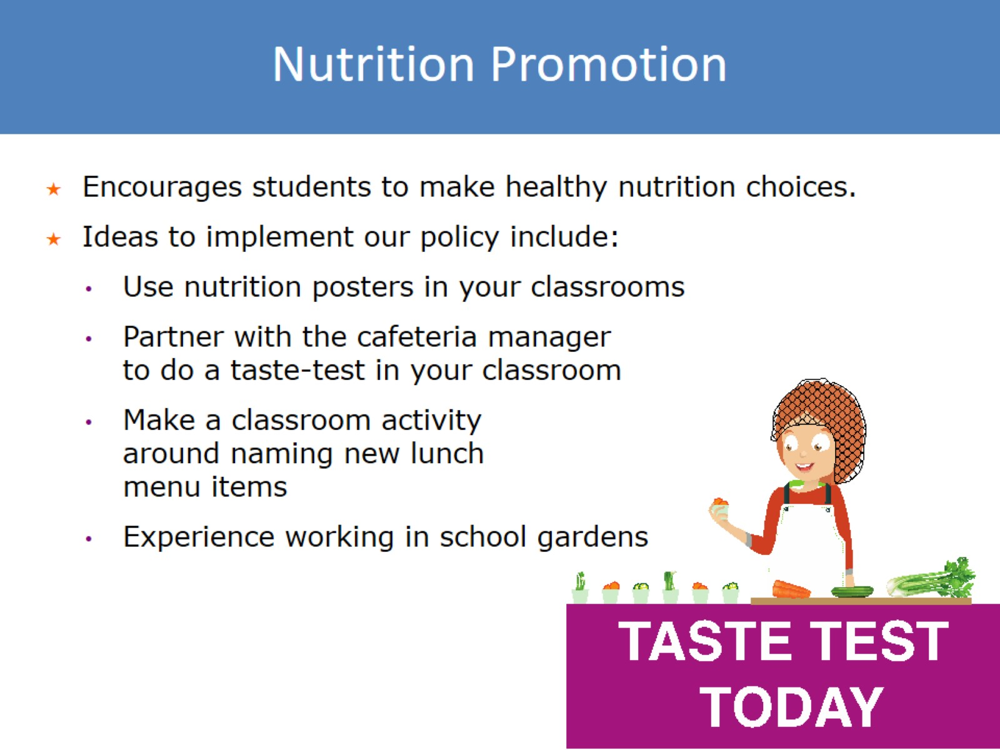 Nutrition Promotion
Encourages students to make healthy nutrition choices.
Ideas to implement our policy include:
Use nutrition posters in your classrooms
Partner with the cafeteria manager
to do a taste-test in your classroom
Make a classroom activity
around naming new lunch
menu items
Experience working in school gardens
TASTE TEST
TODAY